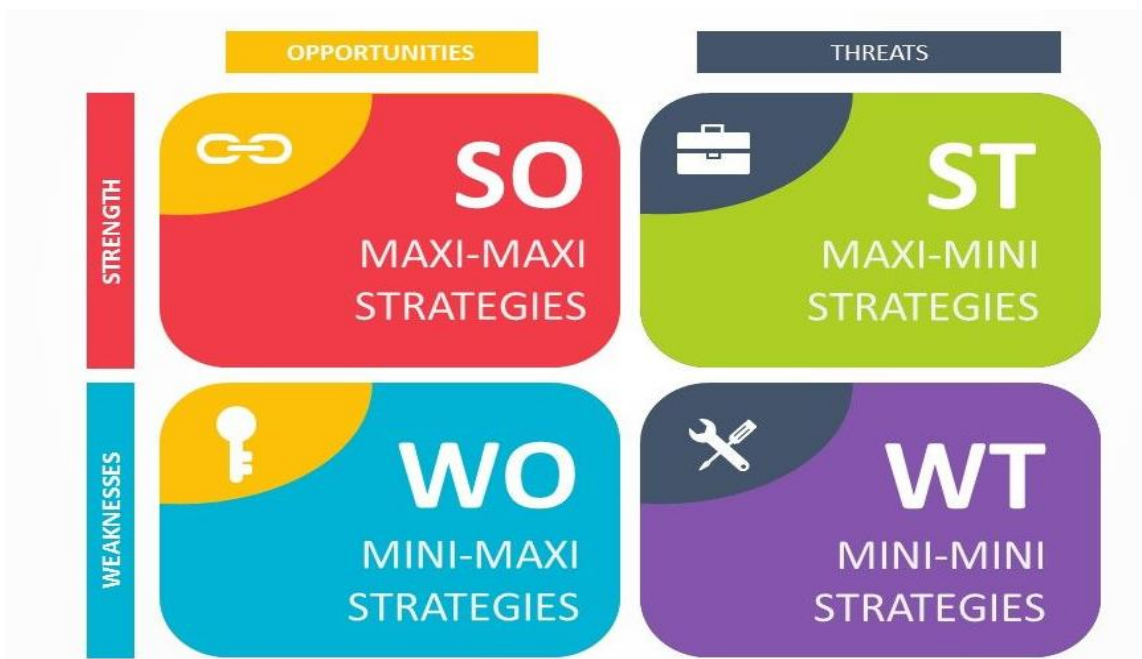 OPPORTUNITIES
THREATS
STRENGTH
SO
MAXI-MAXI
STRATEGIES
ST
MAXI-MINI
STRATEGIES
WEAKNESSES
WO
MINI-MAXI
STRATEGIES
WT
MINI-MINI
STRATEGIES